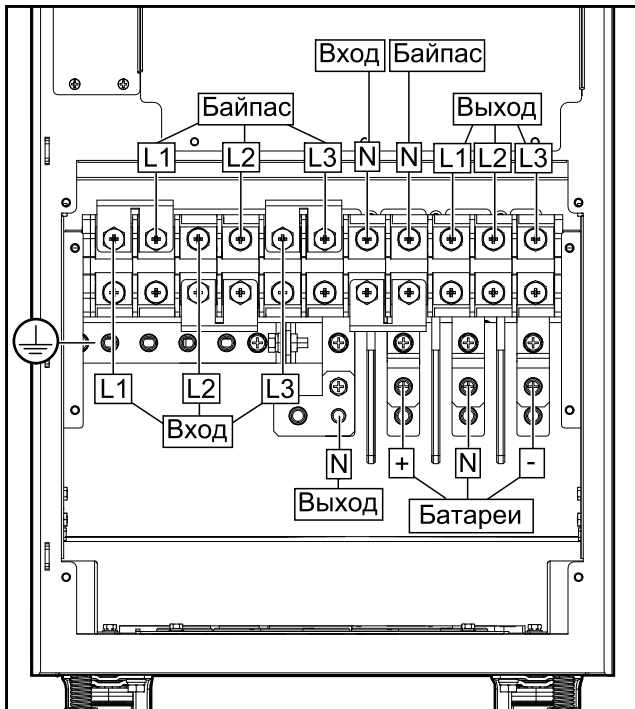 Вход Байпас
Байпас Выход
L1 L2 L3 N N L1 L2 L3
L1 L2 L3
Вход
N + N -
Выход Батареи